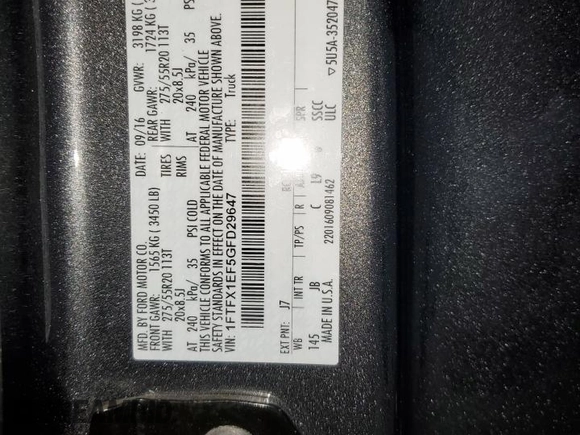 MFD. BY FORD MOTOR CO. DATE: 09/16 GVWR: 3198 KG (
FRONT GAWR: 1565 KG ( 3450 LB) REAR GAWR: 1724 KG (
WITH 275/55R20 113T TIRES WITH 275/55R20 113T
20x8.5J RIMS 20x8.5J
AT 240 kPa/ 35 PSI COLD AT 240 kPa/ 35 PSI
THIS VEHICLE CONFORMS TO ALL APPLICABLE FEDERAL MOTOR VEHICLE
SAFETY STANDARDS IN EFFECT ON THE DATE OF MANUFACTURE SHOWN ABOVE.
VIN: 1FTFX1EF5GFD29647 TYPE: Truck
EXT PNT: J7
WB INT TR TP/PS R SPR
145 JB C L9 SSCC
MADE IN U.S.A. ULC
2201609081462
▽5U5A-352047